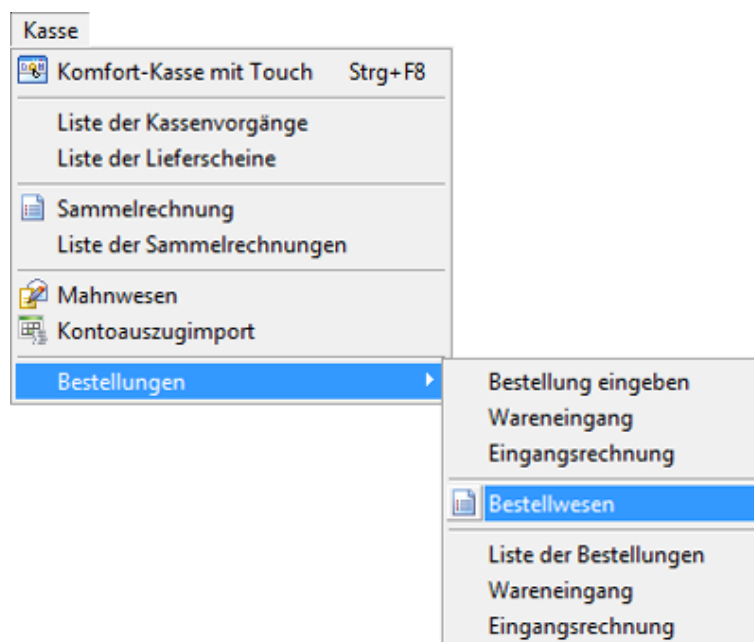 Kasse
Komfort-Kasse mit Touch Strg+F8
Liste der Kassenvorgänge
Liste der Lieferscheine
Sammelrechnung
Liste der Sammelrechnungen
Mahnwesen
Kontoauszugimport
Bestellungen
Bestellung eingeben
Wareneingang
Eingangsrechnung
Bestellwesen
Liste der Bestellungen
Wareneingang
Eingangsrechnung